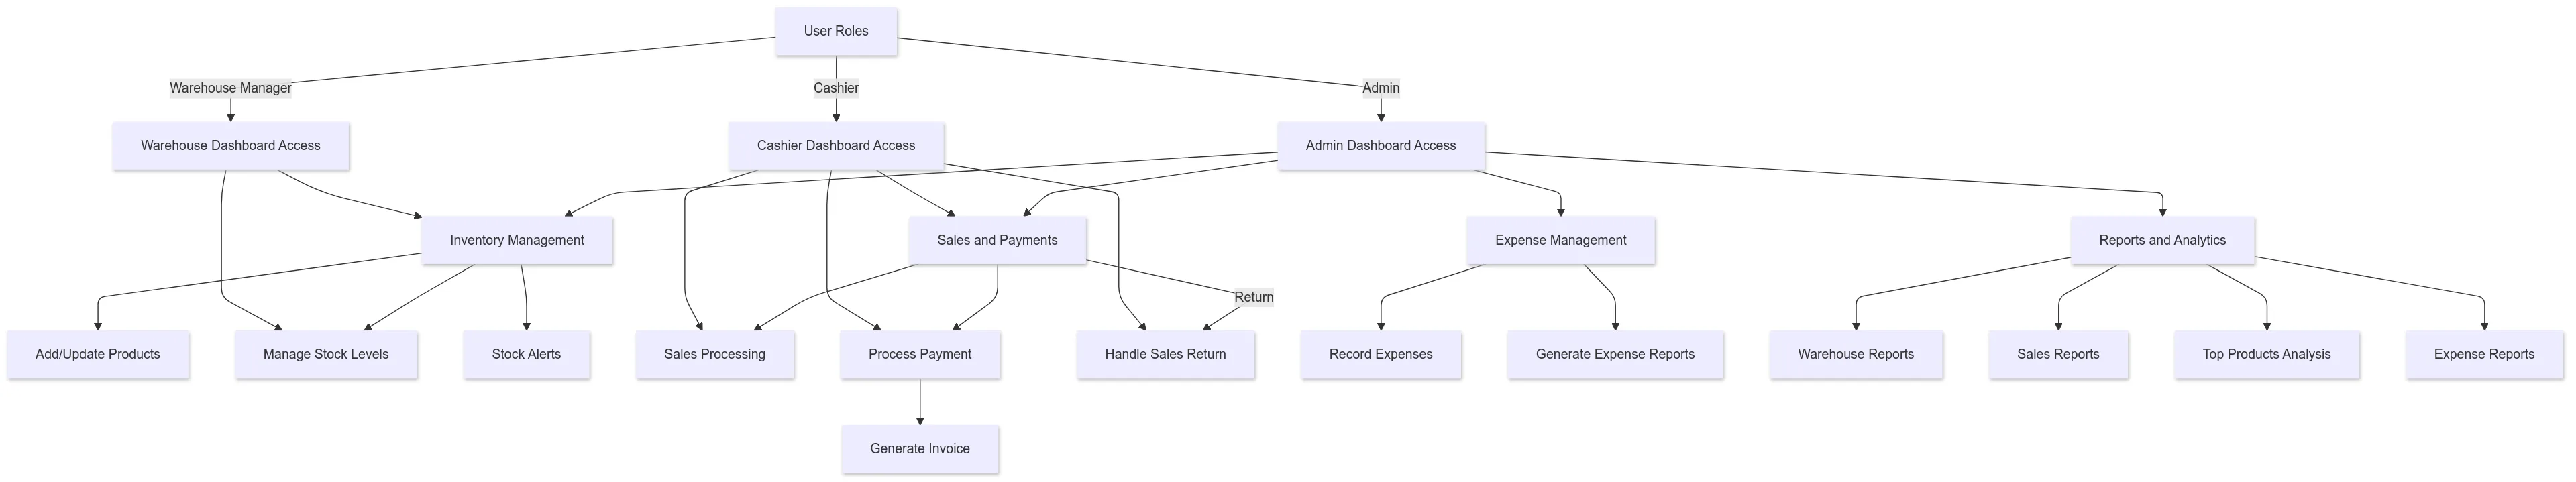 User Roles
Warehouse Manager
Cashier
Admin
Warehouse Dashboard Access
Cashier Dashboard Access
Admin Dashboard Access
Inventory Management
Sales and Payments
Expense Management
Reports and Analytics
Return
Add/Update Products
Manage Stock Levels
Stock Alerts
Sales Processing
Process Payment
Handle Sales Return
Record Expenses
Generate Expense Reports
Warehouse Reports
Sales Reports
Top Products Analysis
Expense Reports
Generate Invoice